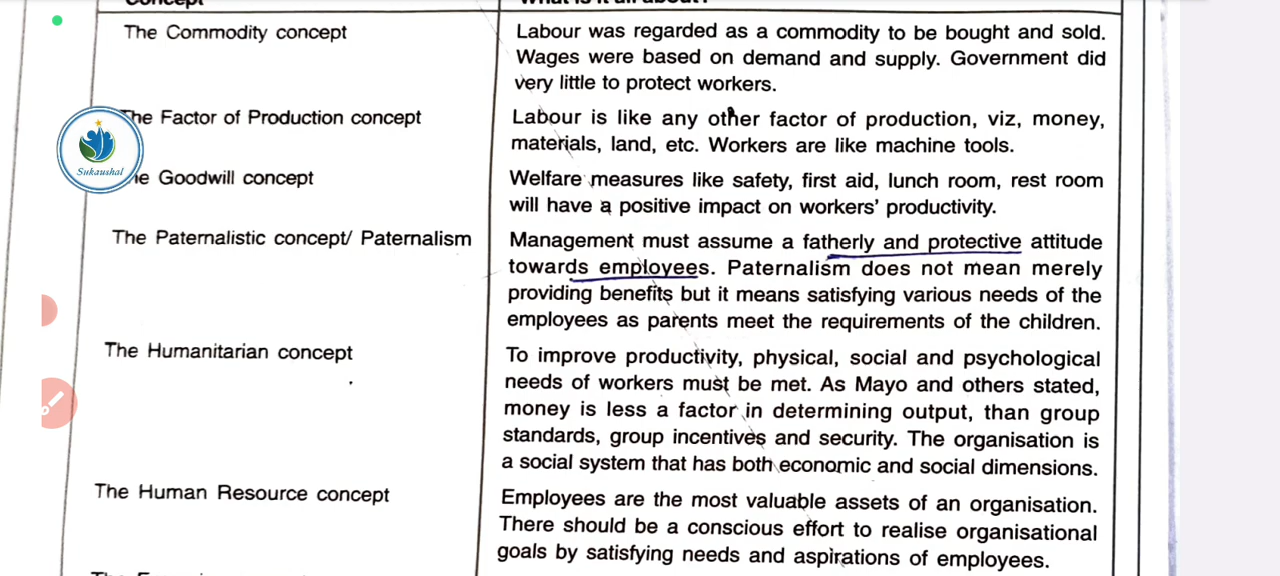 Concept
What is it all about?
The Commodity concept
Labour was regarded as a commodity to be bought and sold.
Wages were based on demand and supply. Government did
very little to protect workers.
The Factor of Production concept
Labour is like any other factor of production, viz, money,
materials, land, etc. Workers are like machine tools.
Sukaushal
The Goodwill concept
Welfare measures like safety, first aid, lunch room, rest room
will have a positive impact on workers' productivity.
The Paternalistic concept/ Paternalism
Management must assume a fatherly and protective attitude
towards employees. Paternalism does not mean merely
providing benefits but it means satisfying various needs of the
employees as parents meet the requirements of the children.
The Humanitarian concept
To improve productivity, physical, social and psychological
needs of workers must be met. As Mayo and others stated,
money is less a factor in determining output, than group
standards, group incentives and security. The organisation is
a social system that has both economic and social dimensions.
The Human Resource concept
Employees are the most valuable assets of an organisation.
There should be a conscious effort to realise organisational
goals by satisfying needs and aspirations of employees.